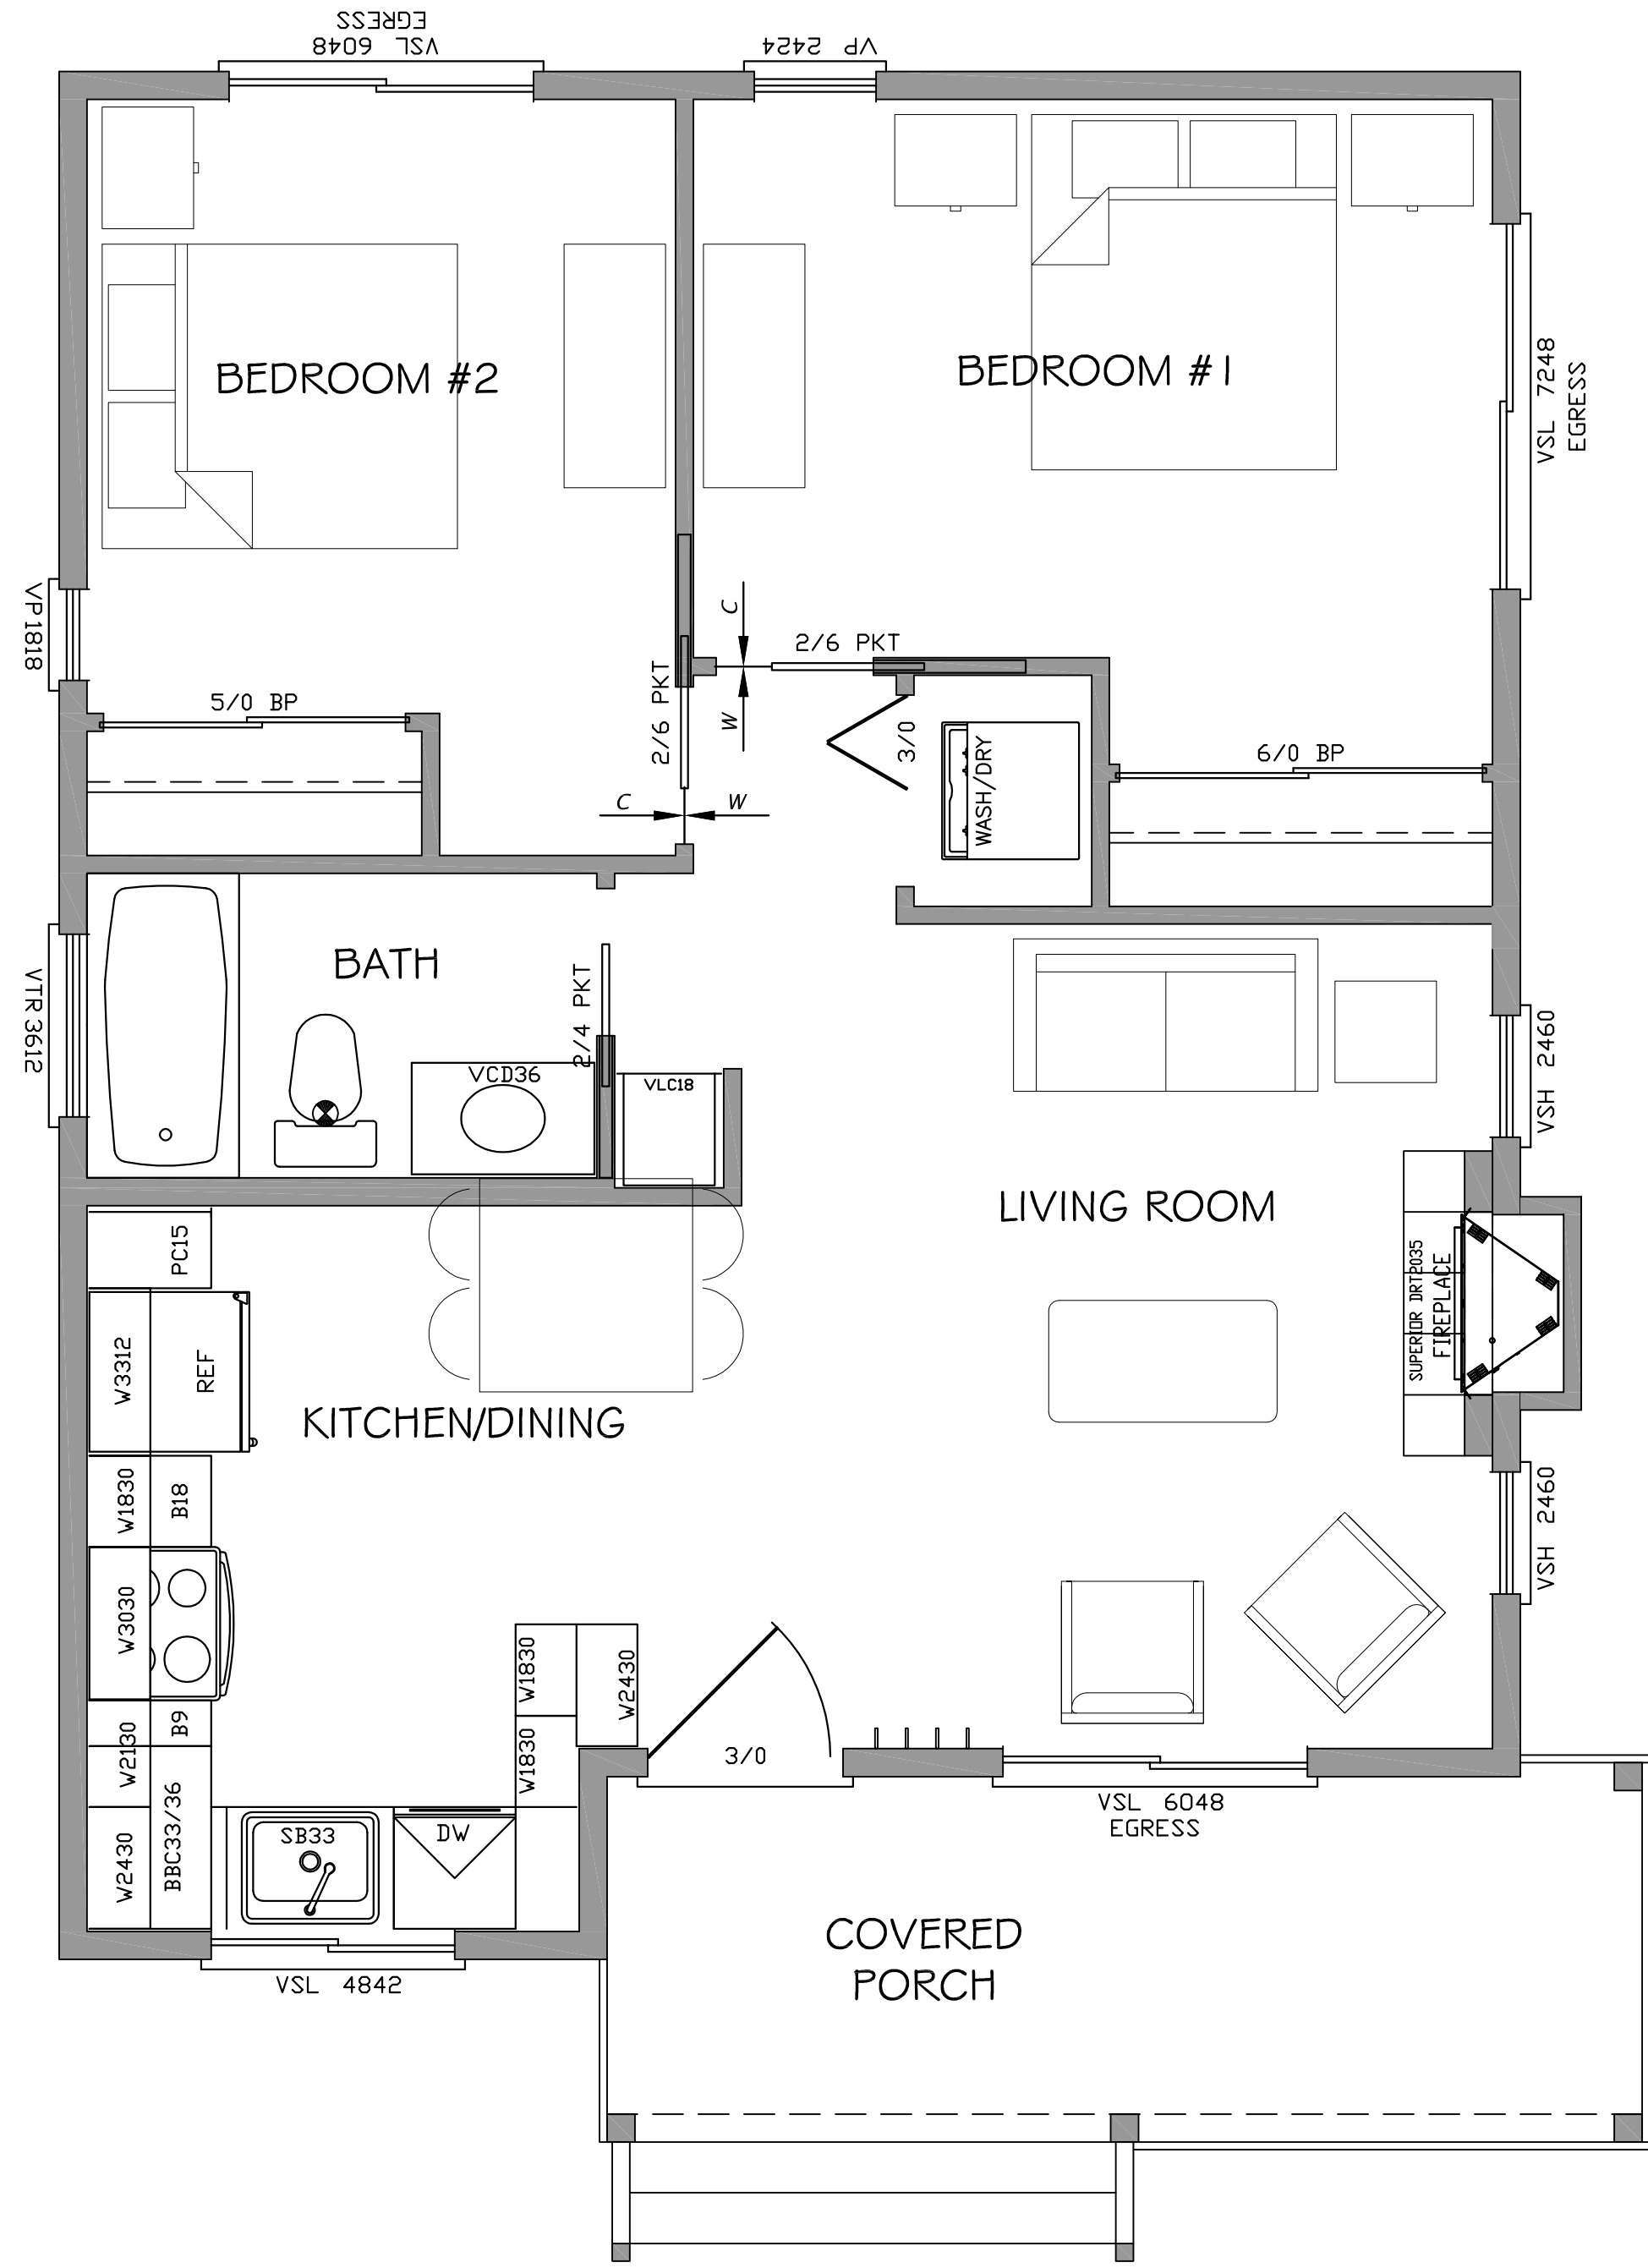 VSL 6048
EGRESS
VP 2424
BEDROOM #2
BEDROOM #1
VSL 7248
EGRESS
VP1818
5/0 BP
2/6 PKT
C
W
2/6 PKT
C
W
3/0
WASH/DRY
6/0 BP
BATH
VTR 3612
2/4 PKT
VCD36
VLC18
VSH 2460
LIVING ROOM
SUPERIOR DRT2035
FIREPLACE
PC15
W3312
REF
KITCHEN/DINING
W1830
B18
W3030
VSH 2460
W2130
B9
W1830
W2430
W1830
3/0
W2430
BBC33/36
SB33
DW
VSL 6048
EGRESS
VSL 4842
COVERED
PORCH